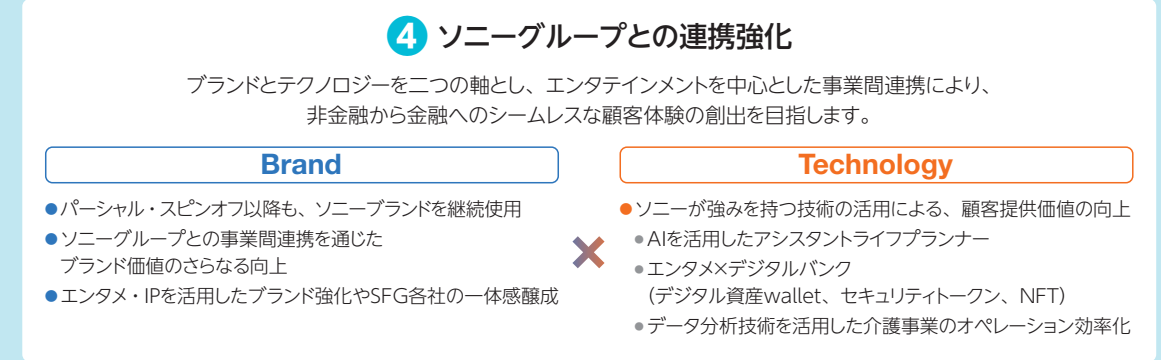 4 ソニーグループとの連携強化
ブランドとテクノロジーを二つの軸とし、エンタテインメントを中心とした事業間連携により、
非金融から金融へのシームレスな顧客体験の創出を目指します。
Brand
●パーシャル・スピンオフ以降も、ソニーブランドを継続使用
●ソニーグループとの事業間連携を通じた
ブランド価値のさらなる向上
●エンタメ・IPを活用したブランド強化やSFG各社の一体感醸成
×
Technology
●ソニーが強みを持つ技術の活用による、顧客提供価値の向上
●AIを活用したアシスタントライフプランナー
●エンタメ×デジタルバンク
（デジタル資産wallet、セキュリティトークン、NFT）
●データ分析技術を活用した介護事業のオペレーション効率化